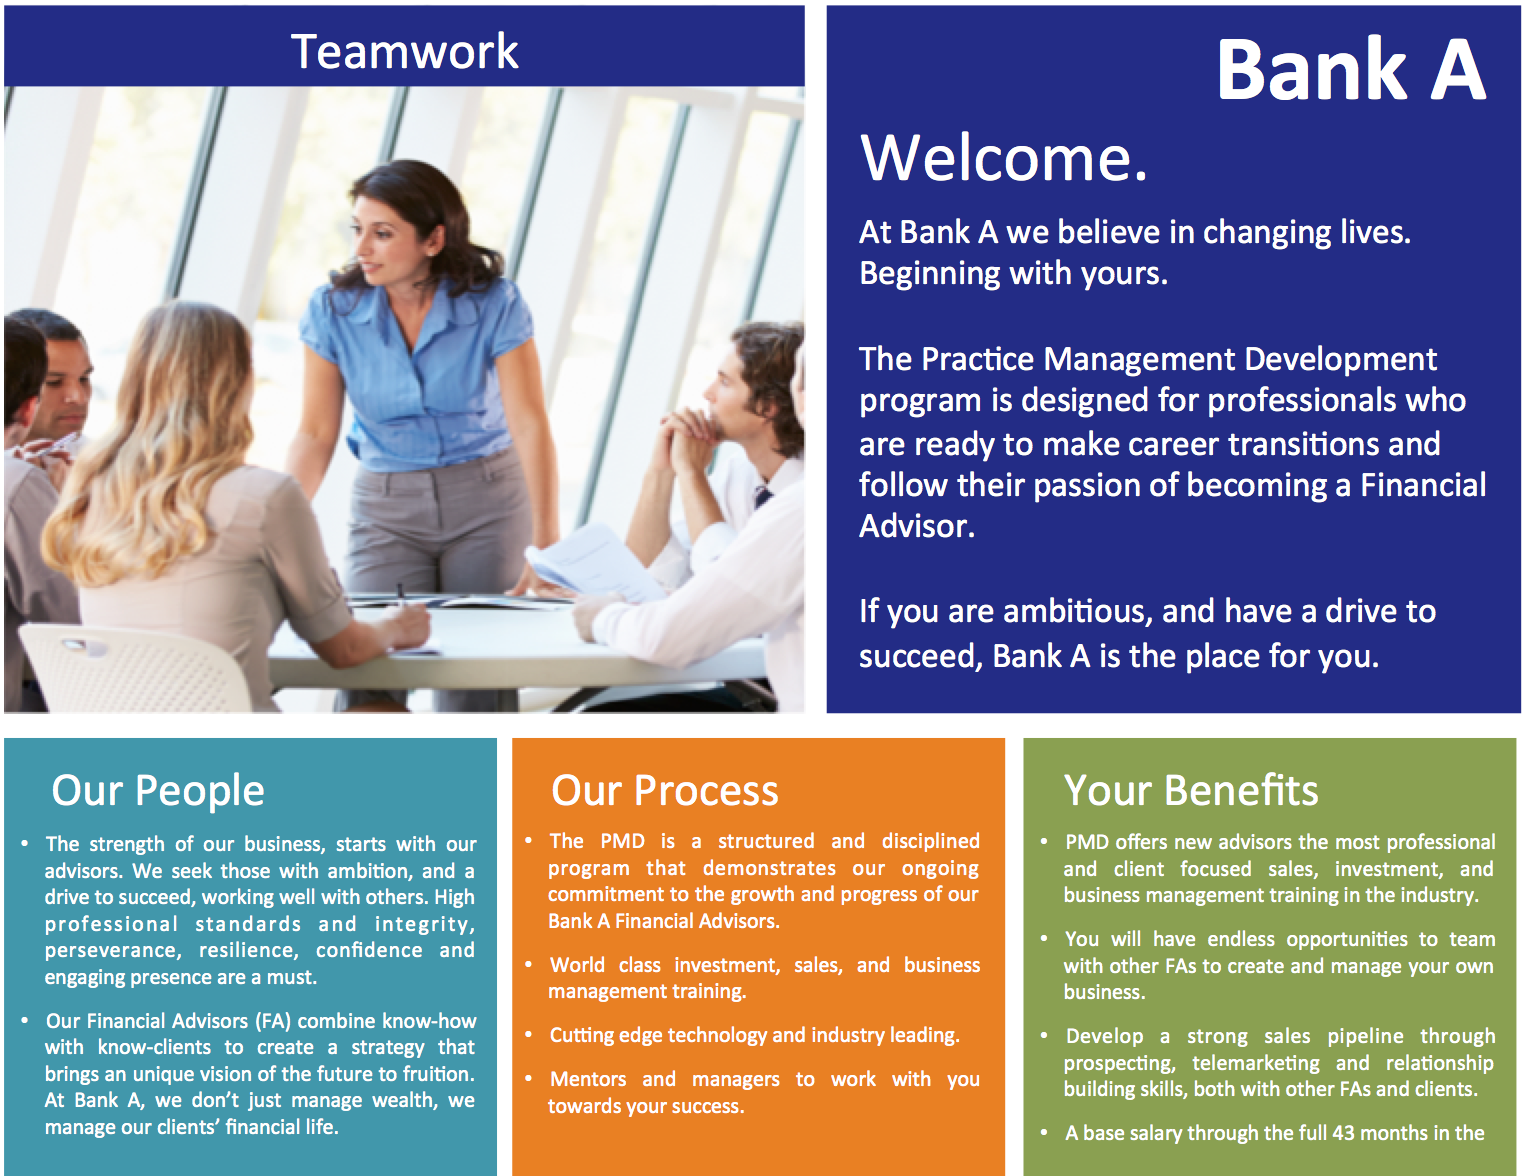 Teamwork
Bank A
Welcome.
At Bank A we believe in changing lives.
Beginning with yours.
The Practice Management Development
program is designed for professionals who
are ready to make career transitions and
follow their passion of becoming a Financial
Advisor.
If you are ambitious, and have a drive to
succeed, Bank A is the place for you.
Our People
• The strength of our business, starts with our
advisors. We seek those with ambition, and a
drive to succeed, working well with others. High
professional standards and integrity,
perseverance, resilience, confidence and
engaging presence are a must.
• Our Financial Advisors (FA) combine know-how
with know-clients to create a strategy that
brings an unique vision of the future to fruition.
At Bank A, we don't just manage wealth, we
manage our clients' financial life.
Our Process
• The PMD is a structured and disciplined
program that demonstrates our ongoing
commitment to the growth and progress of our
Bank A Financial Advisors.
• World class investment, sales, and business
management training.
• Cutting edge technology and industry leading.
• Mentors and managers to work with you
towards your success.
Your Benefits
• PMD offers new advisors the most professional
and client focused sales, investment, and
business management training in the industry.
• You will have endless opportunities to team
with other FAs to create and manage your own
business.
• Develop a strong sales pipeline through
prospecting, telemarketing and relationship
building skills, both with other FAs and clients.
• A base salary through the full 43 months in the